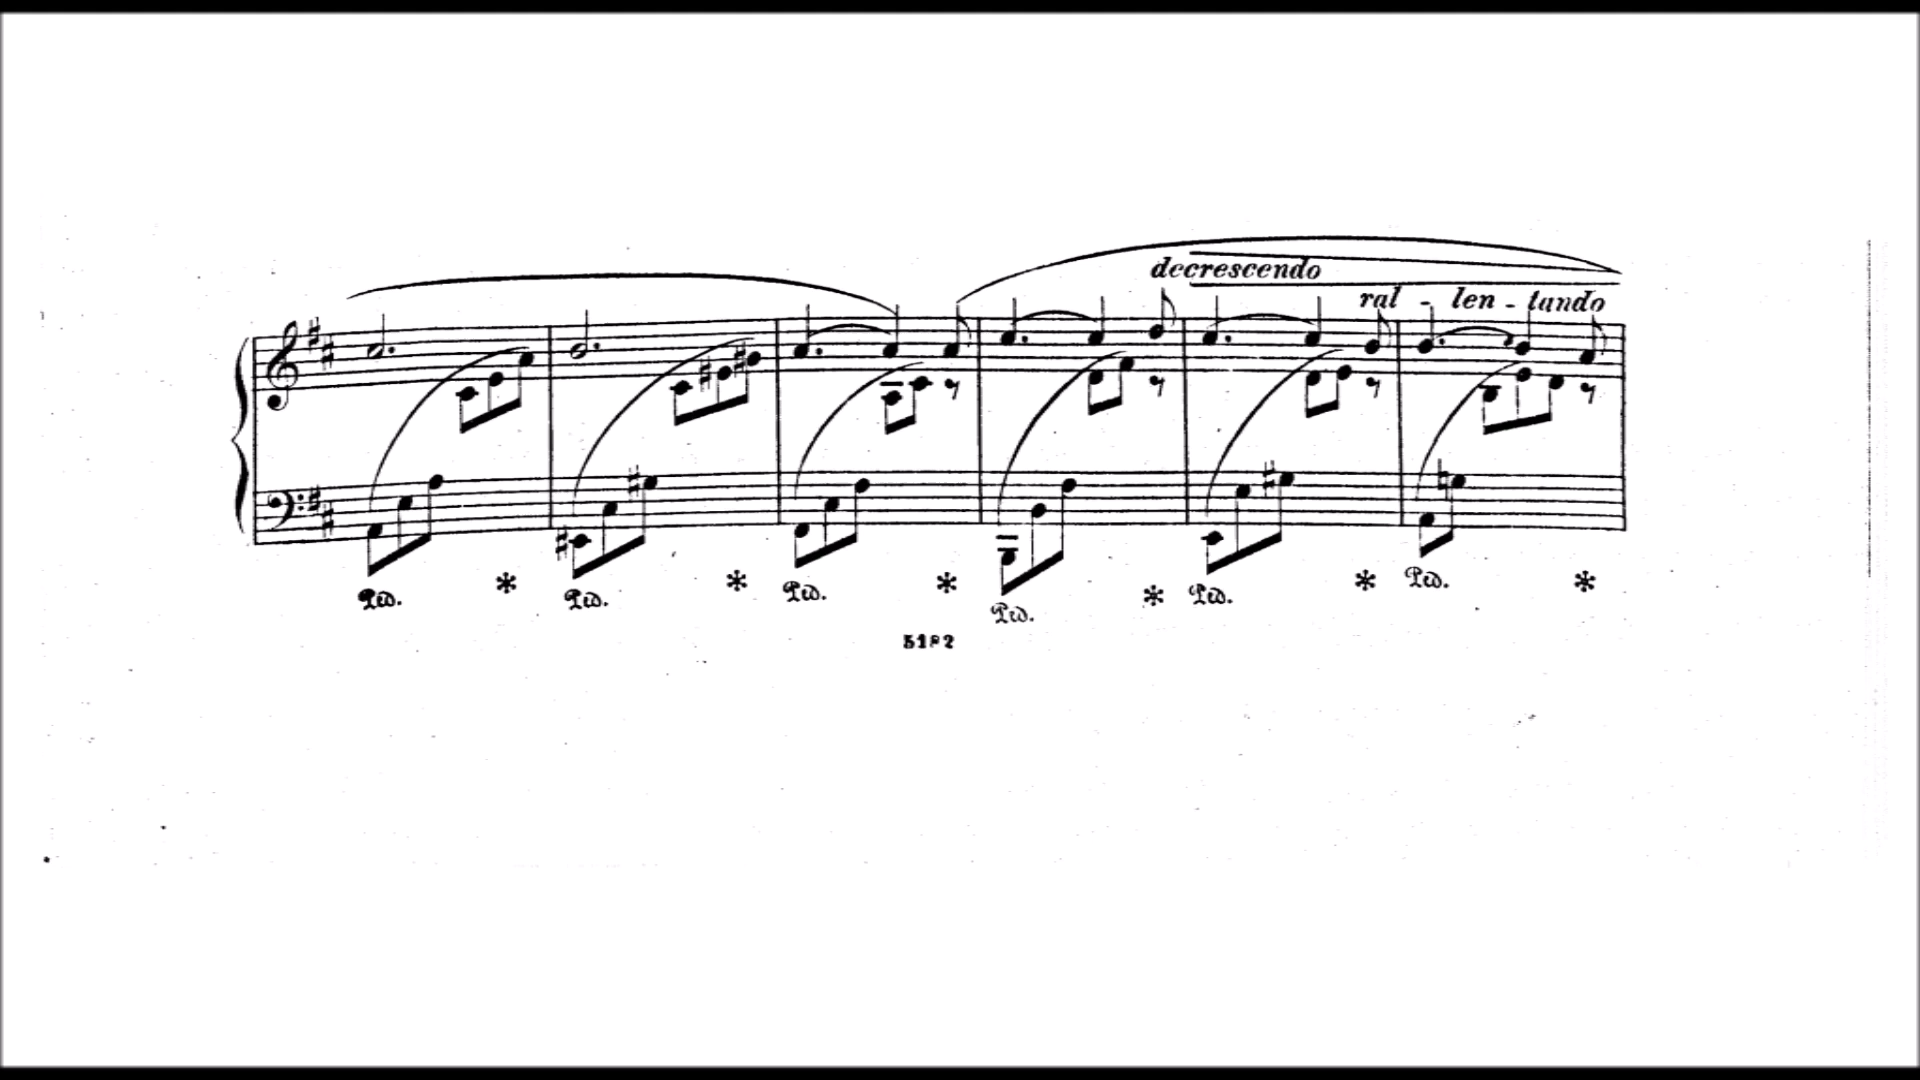 decrescendo
ral - len - tando
Ped. * Ped. * Ped. * Ped. * Ped. * Ped. *
5182